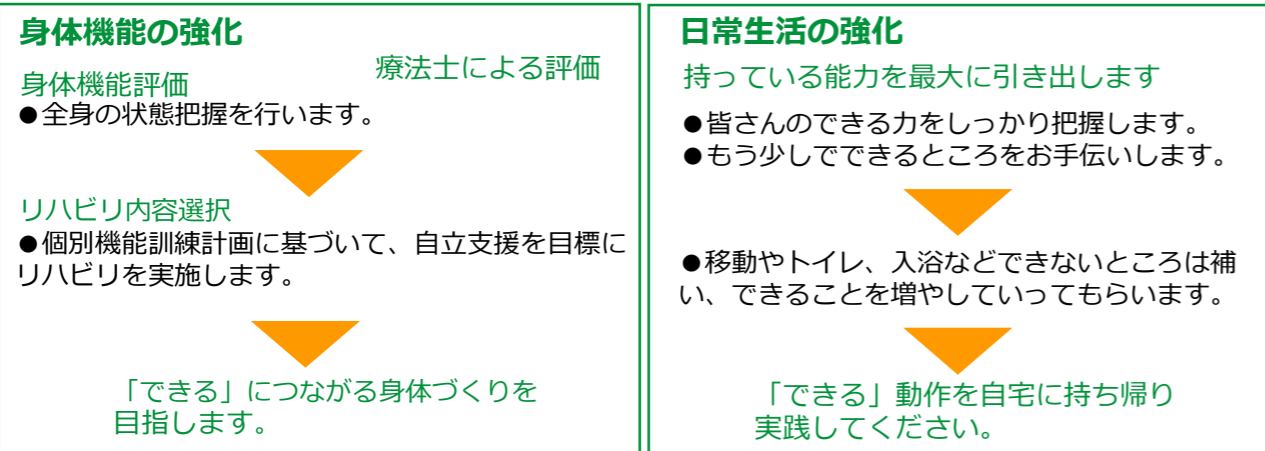 身体機能の強化
療法士による評価
身体機能評価
●全身の状態把握を行います。
リハビリ内容選択
●個別機能訓練計画に基づいて、自立支援を目標に
リハビリを実施します。
「できる」につながる身体づくりを
目指します。
日常生活の強化
持っている能力を最大に引き出します
●皆さんのできる力をしっかり把握します。
●もう少しでできるところをお手伝いします。
●移動やトイレ、入浴などできないところは補
い、できることを増やしていってもらいます。
「できる」動作を自宅に持ち帰り
実践してください。